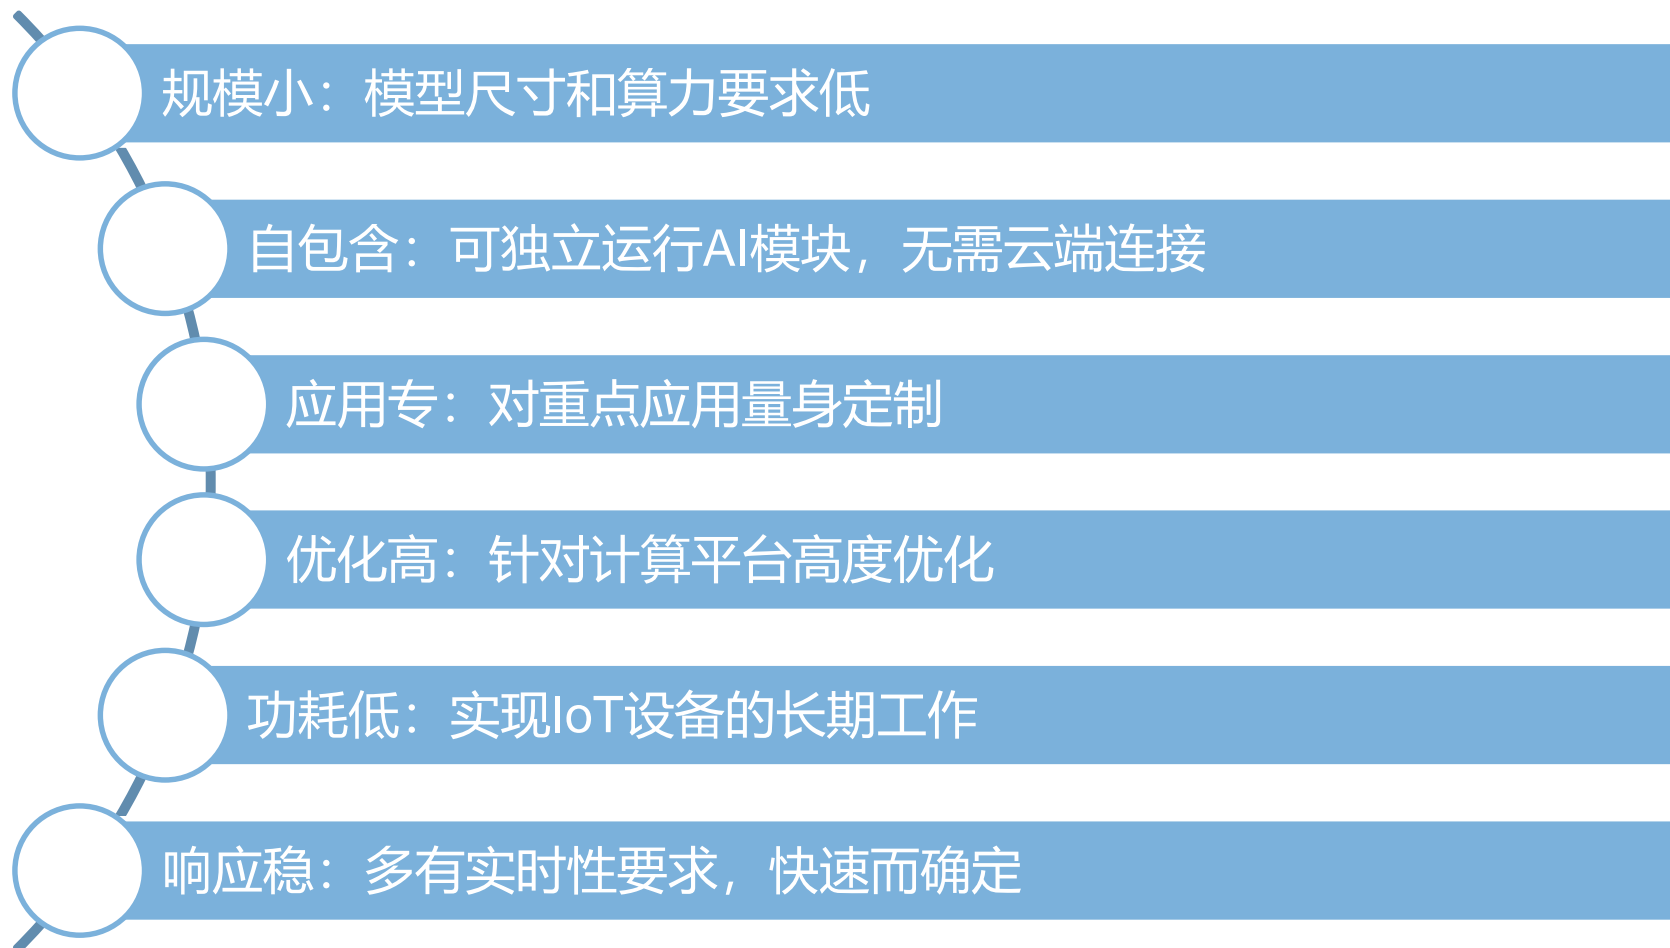 规模小：模型尺寸和算力要求低
自包含：可独立运行AI模块，无需云端连接
应用专：对重点应用量身定制
优化高：针对计算平台高度优化
功耗低：实现IoT设备的长期工作
响应稳：多有实时性要求，快速而确定